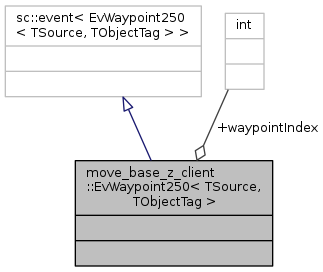 sc::event< EvWaypoint250
< TSource, TObjectTag > >
int
+waypointIndex
move_base_z_client
::EvWaypoint250< TSource,
TObjectTag >